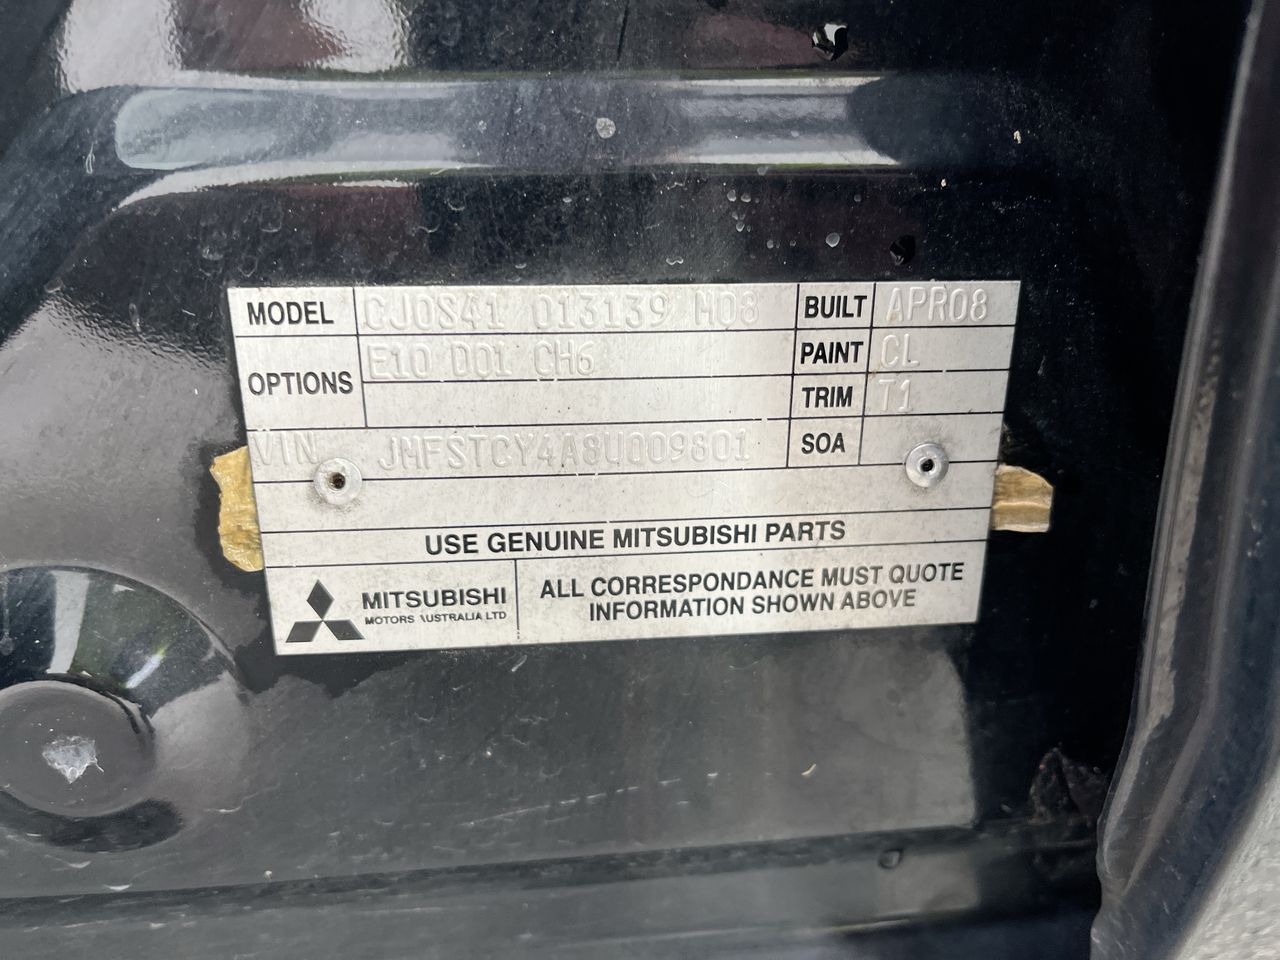 MODEL CJ0S41 013139 M08 BUILT APR08
OPTIONS E10 D01 CH6 PAINT CL
TRIM T1
VIN JMFSTCY4A8U009801 SOA
USE GENUINE MITSUBISHI PARTS
MITSUBISHI
MOTORS AUSTRALIA LTD
ALL CORRESPONDANCE MUST QUOTE
INFORMATION SHOWN ABOVE